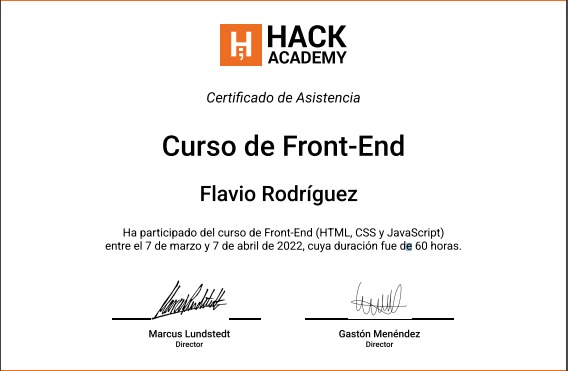 HACK
ACADEMY
Certificado de Asistencia
Curso de Front-End
Flavio Rodríguez
Ha participado del curso de Front-End (HTML, CSS y JavaScript)
entre el 7 de marzo y 7 de abril de 2022, cuya duración fue de 60 horas.
Marcus Lundstedt
Director
Gastón Menéndez
Director